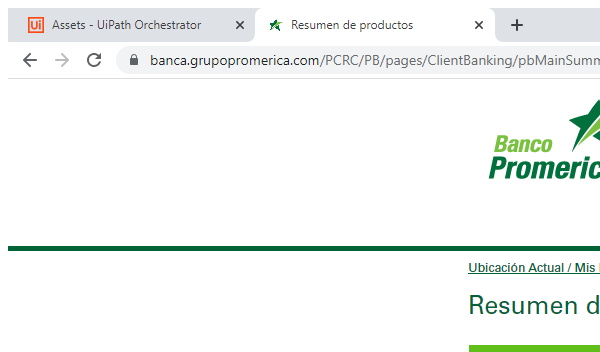 Ui Assets - UiPath Orchestrator Resumen de productos
banca.grupopromerica.com/PCRC/PB/pages/ClientBanking/pbMainSumm
Banco
Promeric
Ubicación Actual / Mis
Resumen d